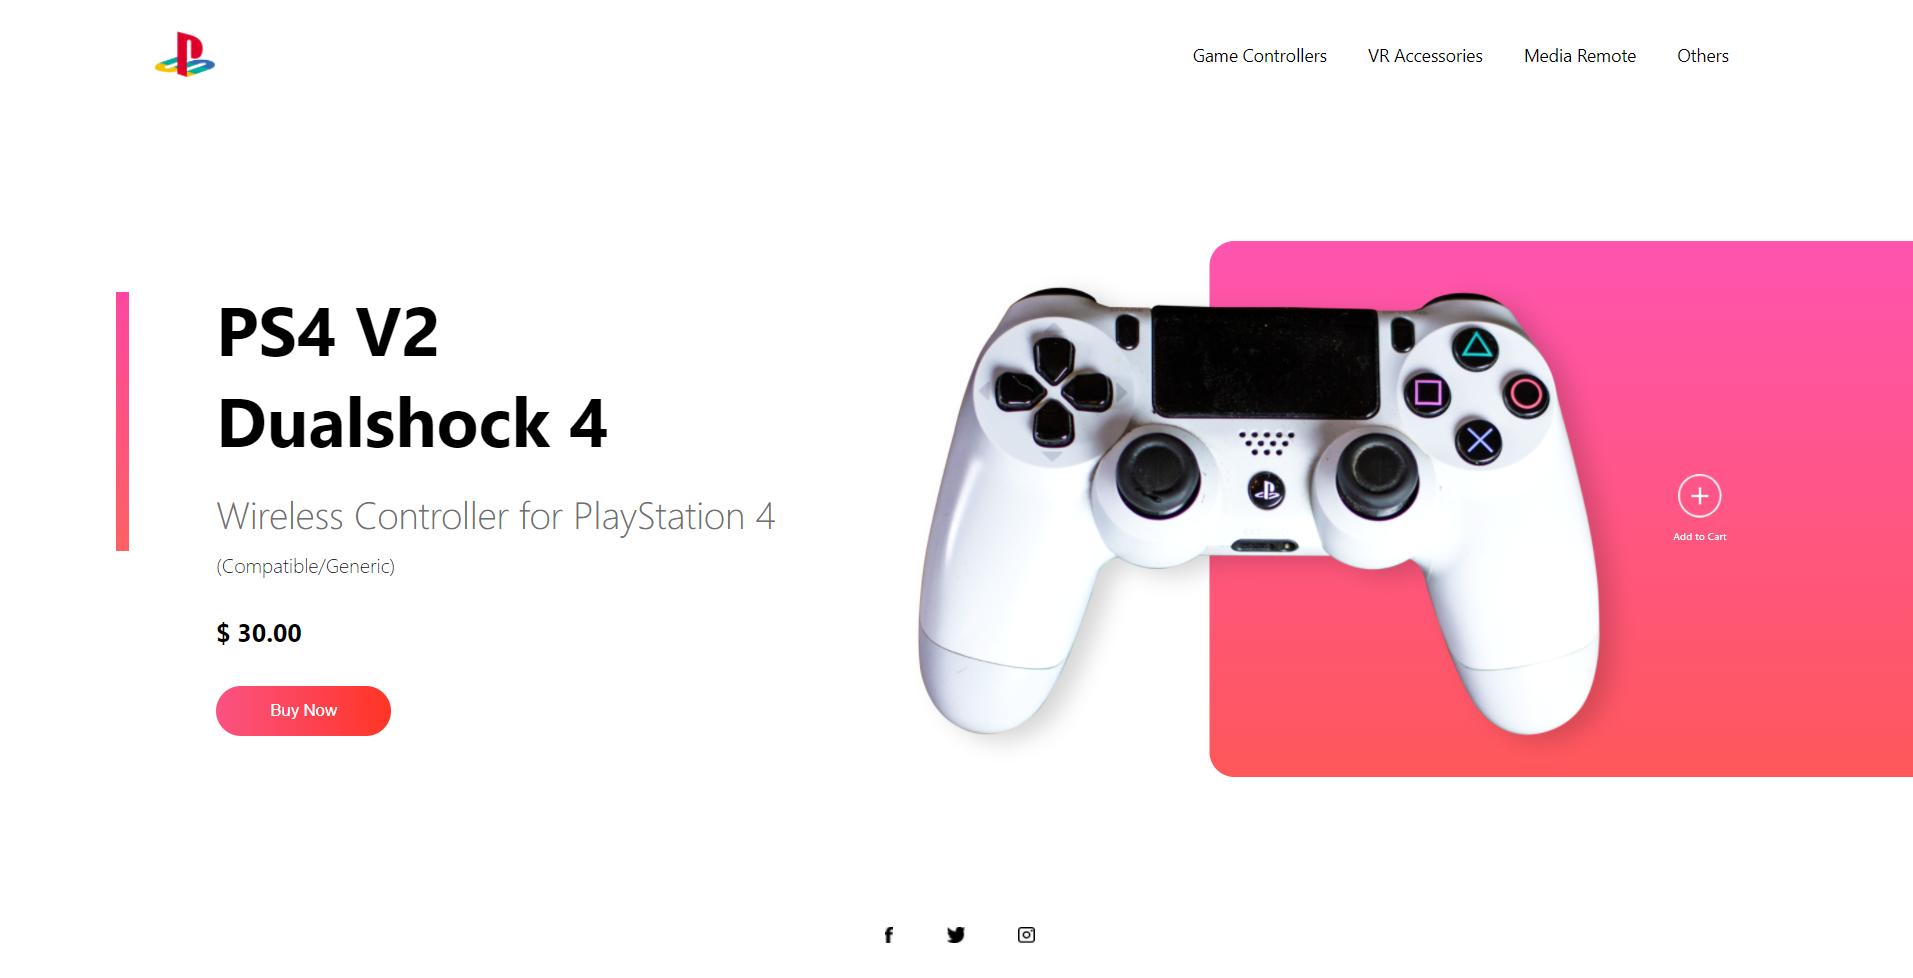 Game Controllers VR Accessories Media Remote Others
PS4 V2
Dualshock 4
Wireless Controller for PlayStation 4
(Compatible/Generic)
$ 30.00
Buy Now
Add to Cart